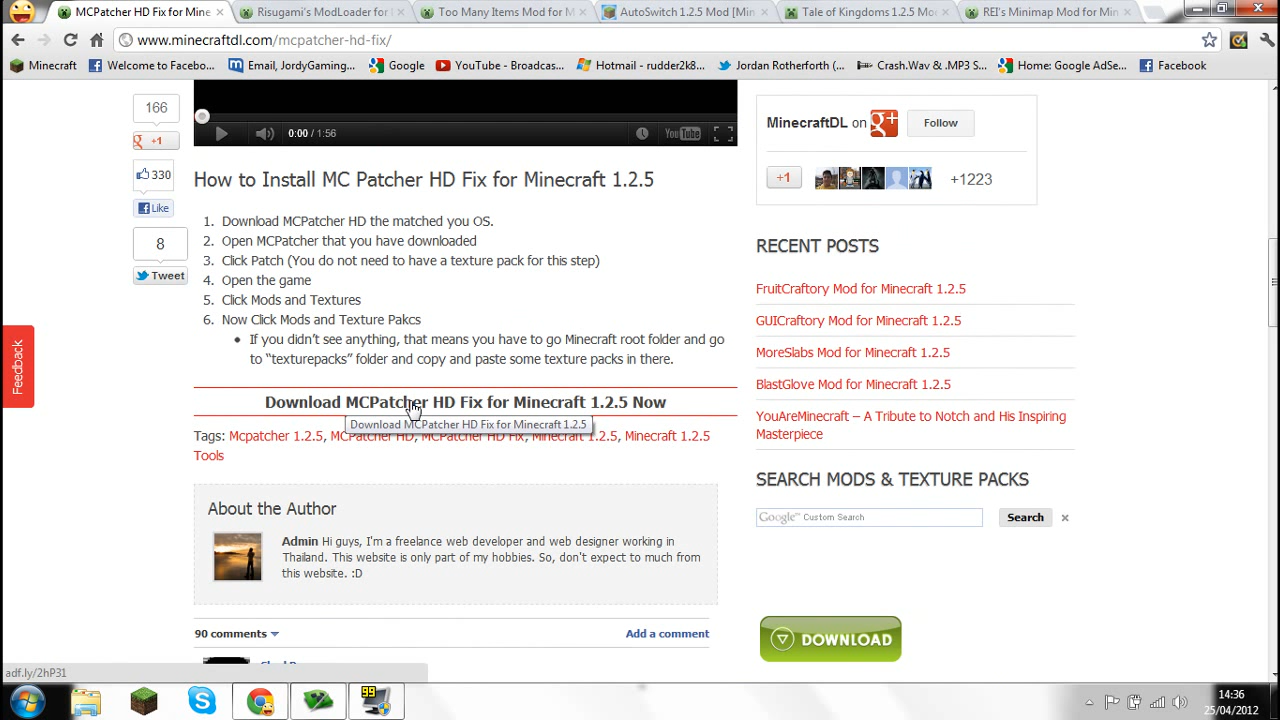 MCPatcher HD Fix for Mine
Risugami's ModLoader for
Too Many Items Mod for M
AutoSwitch 1.2.5 Mod [Min
Tale of Kingdoms 1.2.5 Mo
REI's Minimap Mod for Min
www.minecraftdl.com/mcpatcher-hd-fix/
Minecraft
Welcome to Facebo...
Email, JordyGaming...
Google
YouTube - Broadcas...
Hotmail - rudder2k8...
Jordan Rotherforth (...
Crash.Wav & .MP3 S...
Home: Google AdSe...
Facebook
166
+1
330
Like
8
Tweet
Feedback
0:00 / 1:56
YouTube
How to Install MC Patcher HD Fix for Minecraft 1.2.5
1. Download MCPatcher HD the matched you OS.
2. Open MCPatcher that you have downloaded
3. Click Patch (You do not need to have a texture pack for this step)
4. Open the game
5. Click Mods and Textures
6. Now Click Mods and Texture Pakcs
If you didn't see anything, that means you have to go Minecraft root folder and go
to "texturepacks" folder and copy and paste some texture packs in there.
Download MCPatcher HD Fix for Minecraft 1.2.5 Now
Download MCPatcher HD Fix for Minecraft 1.2.5
Tags: Mcpatcher 1.2.5, MCPatcher HD, MCPatcher HD Fix, Minecraft 1.2.5, Minecraft 1.2.5
Tools
About the Author
Admin Hi guys, I'm a freelance web developer and web designer working in
Thailand. This website is only part of my hobbies. So, don't expect to much from
this website. :D
90 comments
Add a comment
MinecraftDL on
Follow
+1
+1223
RECENT POSTS
FruitCraftory Mod for Minecraft 1.2.5
GUICraftory Mod for Minecraft 1.2.5
MoreSlabs Mod for Minecraft 1.2.5
BlastGlove Mod for Minecraft 1.2.5
YouAreMinecraft – A Tribute to Notch and His Inspiring
Masterpiece
SEARCH MODS & TEXTURE PACKS
Google™ Custom Search
Search
DOWNLOAD
adf.ly/2hP31
99
14:36
25/04/2012